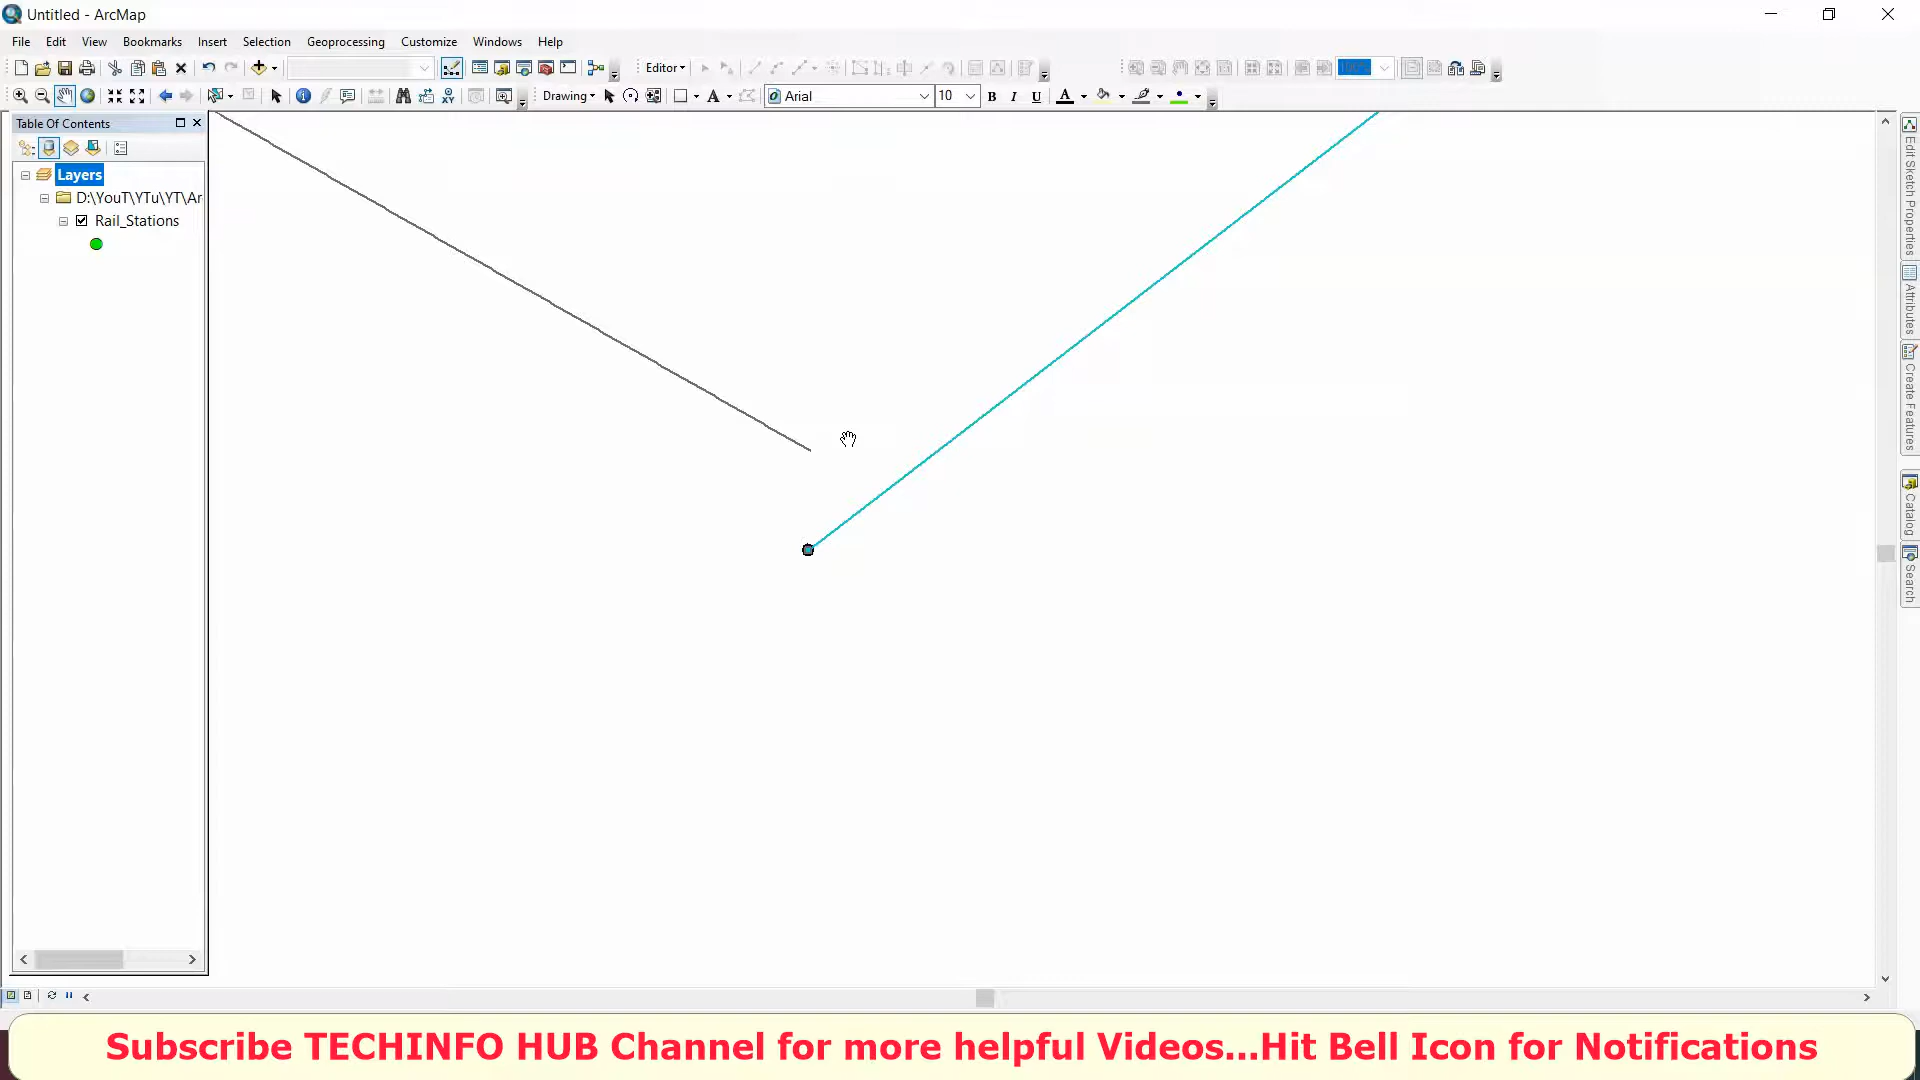 Untitled - ArcMap
File Edit View Bookmarks Insert Selection Geoprocessing Customize Windows Help
Editor
Drawing Arial 10 B I U A
Table Of Contents
Layers
D:\YouT\YTu\YT\Ar
Rail_Stations
Edit Sketch Properties
Attributes
Create Features
Catalog
Search
Subscribe TECHINFO HUB Channel for more helpful Videos...Hit Bell Icon for Notifications